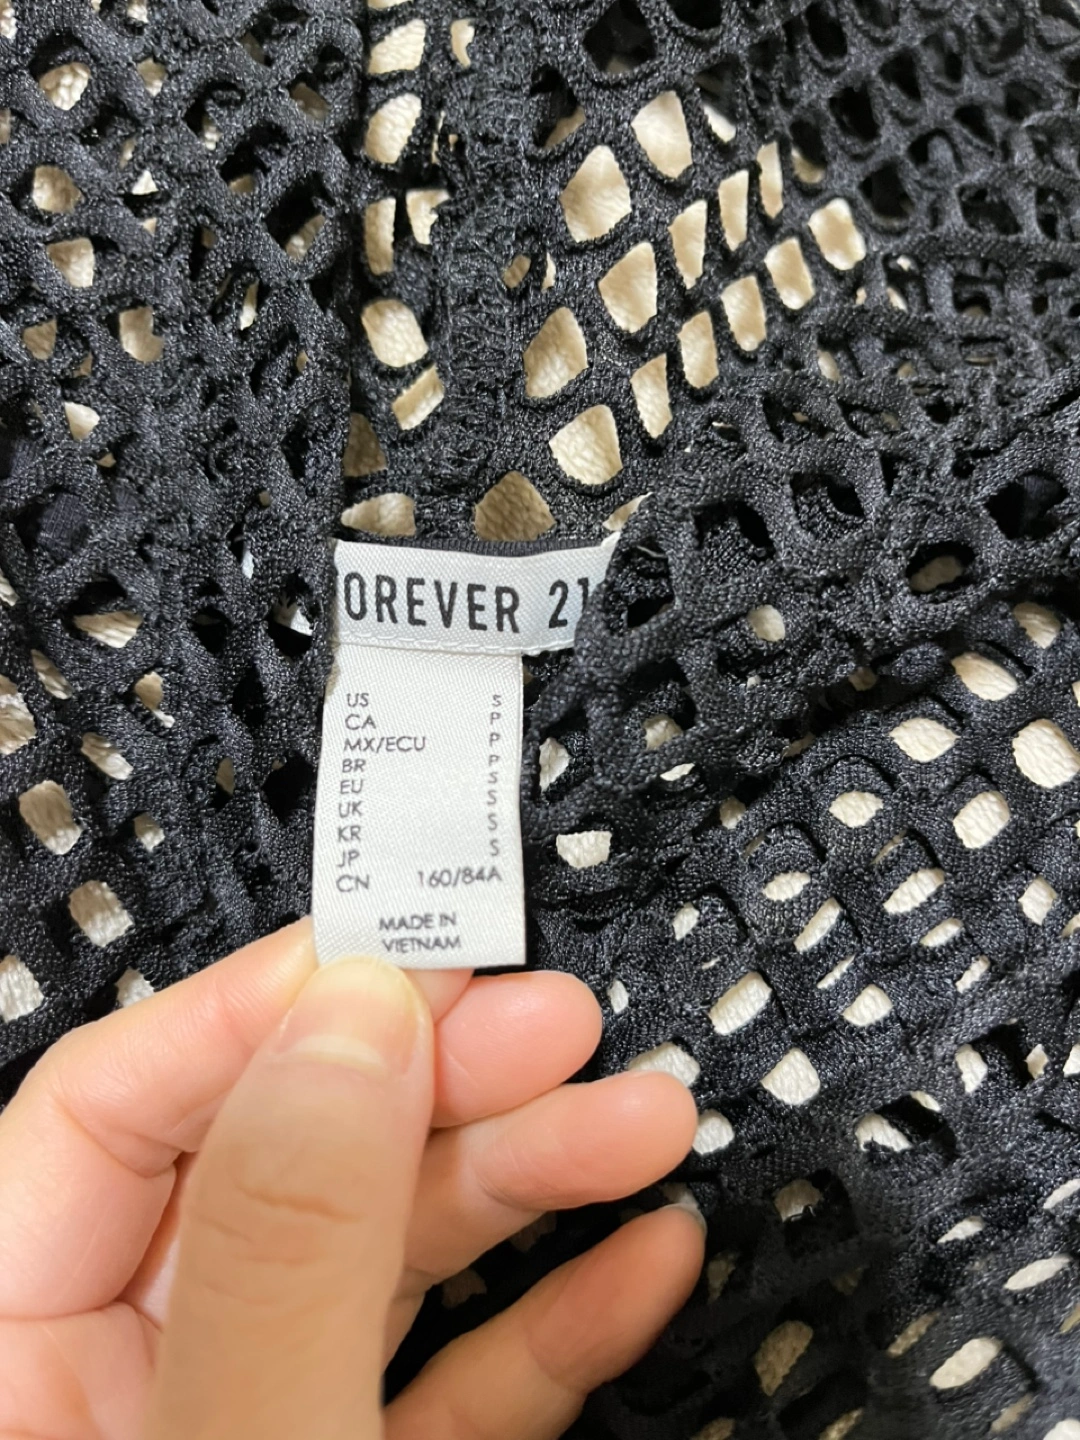 OREVER 21
US S
CA P
MX/ECU P
BR P
EU S
UK S
KR S
JP S
CN 160/84A
MADE IN
VIETNAM